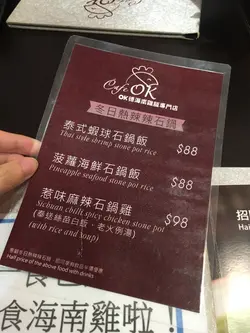 Cafe OK
OK獲海南雞飯專門店
冬日熱辣辣石鍋
泰式蝦球石鍋飯 $88
Thai style shrimp stone pot rice
菠蘿海鮮石鍋飯 $88
Pineapple seafood stone pot rice
惹味麻辣石鍋雞 $98
Sichuan chilli spicy chicken stone pot
(奉送絲苗白飯、老火例湯)
(with rice and soup)
Half price of the above food with drinks
招
Hai
食海南雞啦！